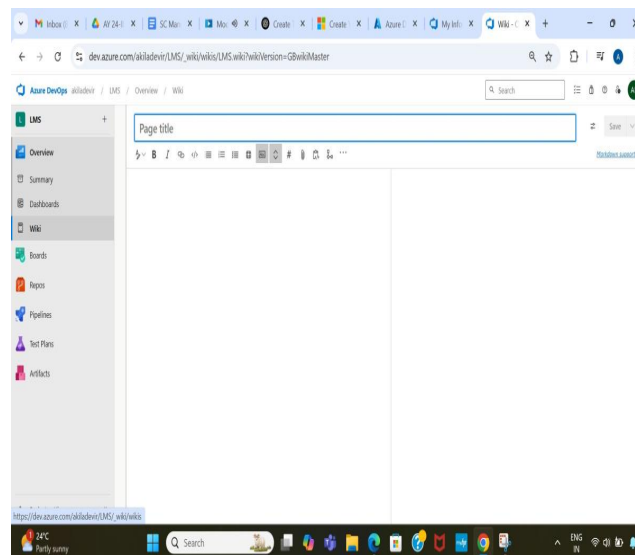 Inbox (
AY 24-
SC Mar
Mo
Create
Create
Azure D
My Info
Wiki - C
dev.azure.com/akiladevir/LMS/_wiki/wikis/LMS.wiki?wikiVersion=GBwikiMaster
Azure DevOps akiladevir / LMS / Overview / Wiki
Search
L LMS +
Page title
Save
Markdown support
Overview
Summary
Dashboards
Wiki
Boards
Repos
Pipelines
Test Plans
Artifacts
https://dev.azure.com/akiladevir/LMS/_wiki/wikis
24°C
Partly sunny
Search
ENG
IN